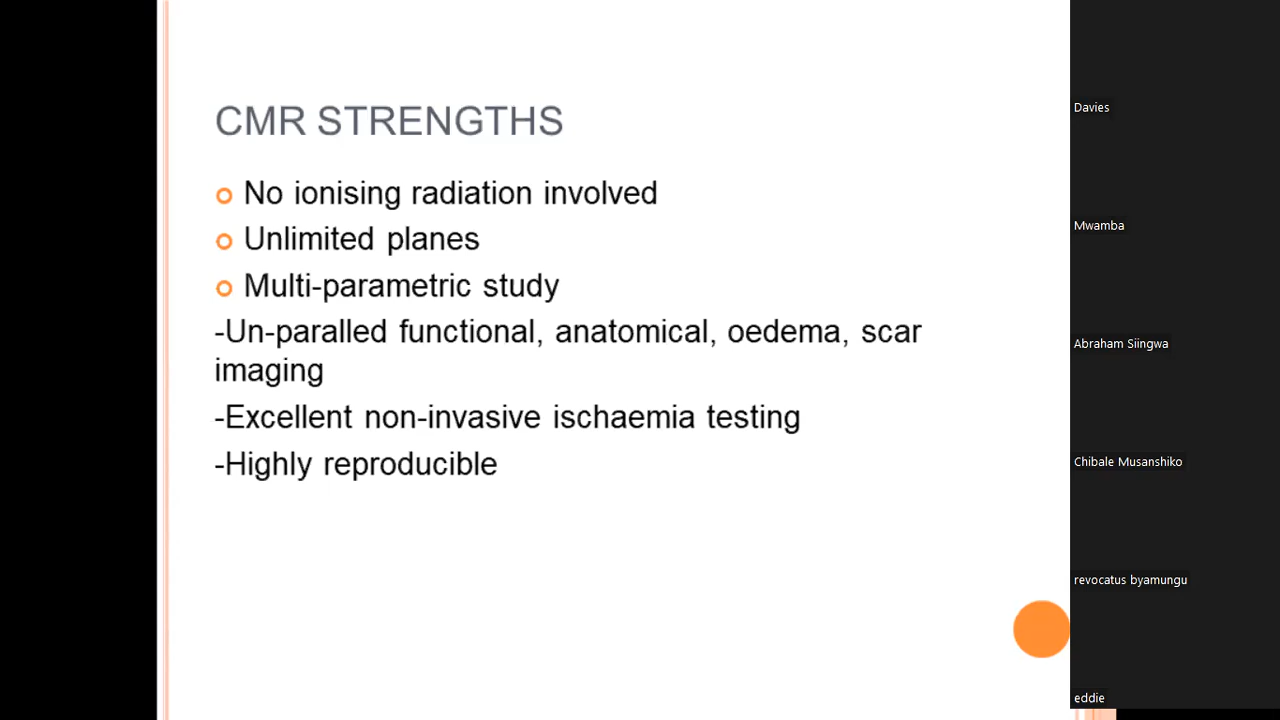 CMR STRENGTHS
No ionising radiation involved
Unlimited planes
Multi-parametric study
-Un-paralled functional, anatomical, oedema, scar
imaging
-Excellent non-invasive ischaemia testing
-Highly reproducible
Davies
Mwamba
Abraham Siingwa
Chibale Musanshiko
revocatus byamungu
eddie